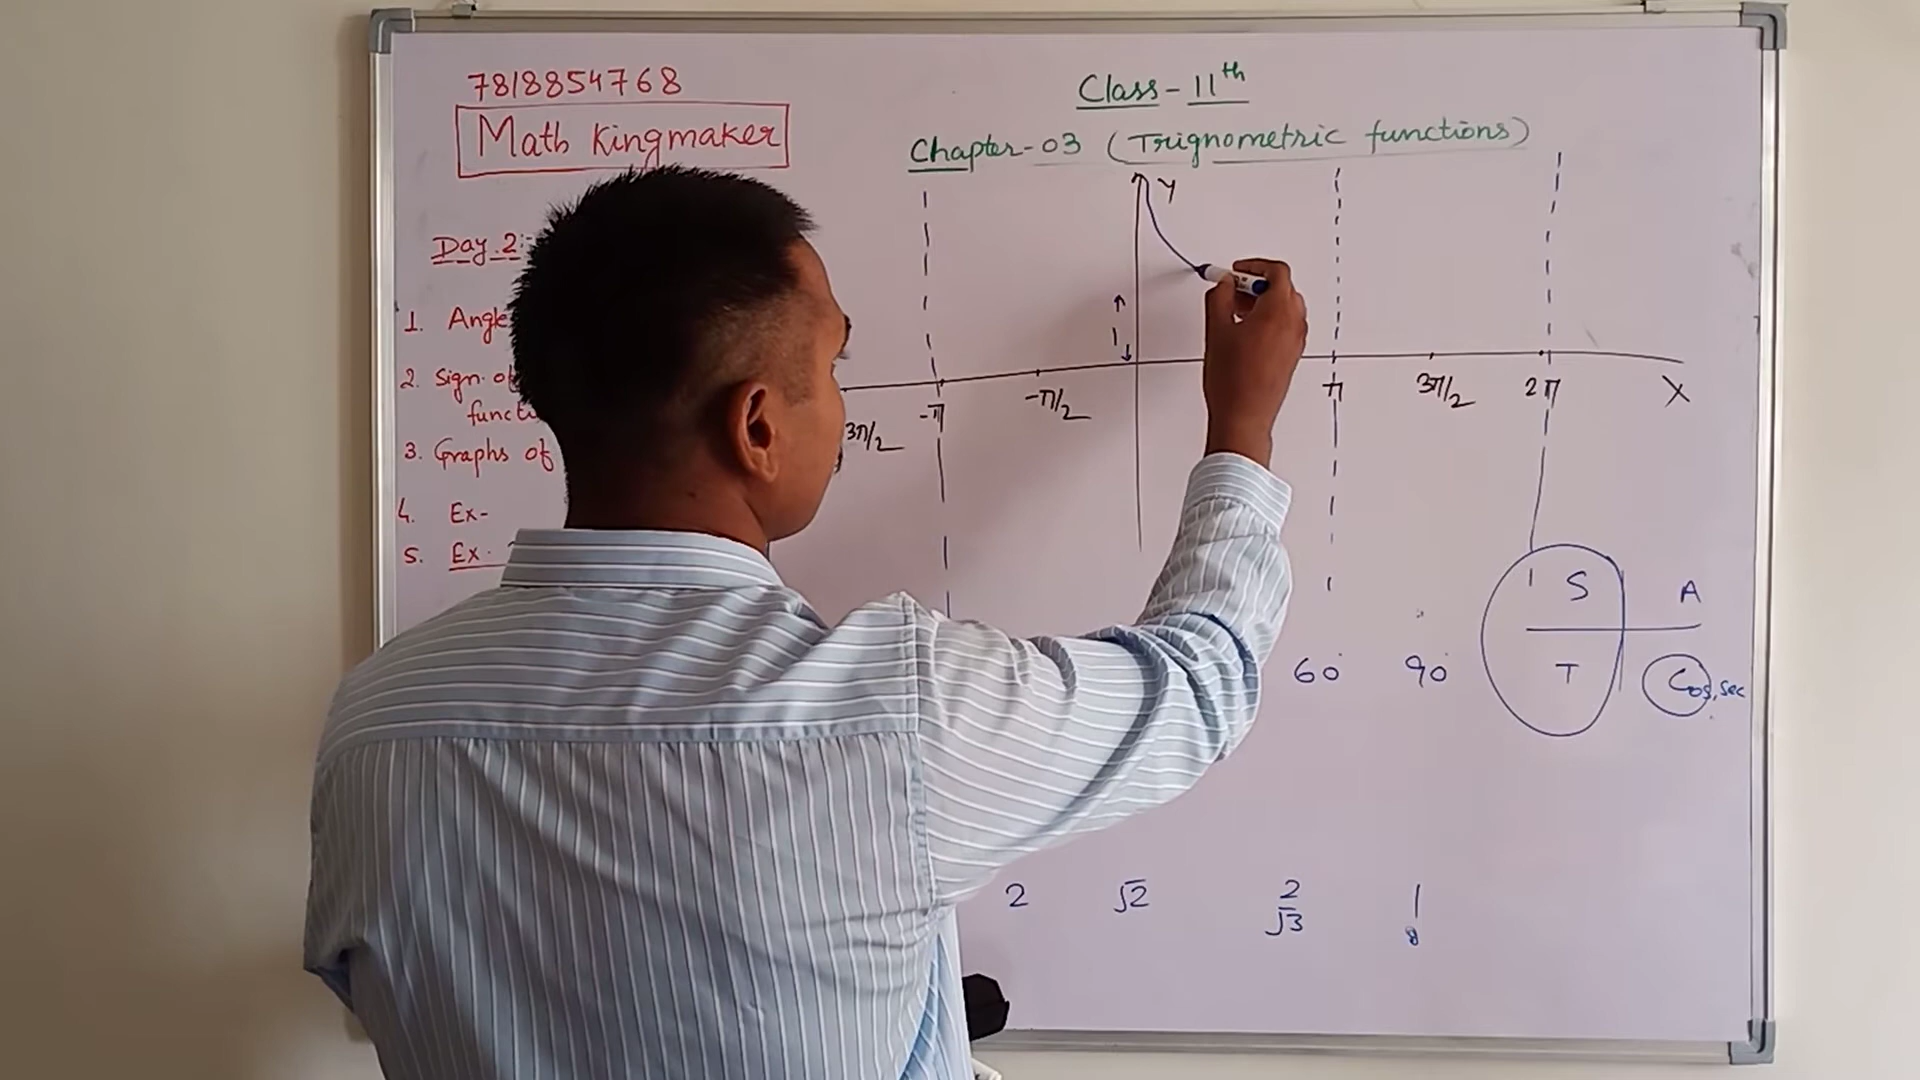 7818854768
Math Kingmaker
Class - 11th
Chapter-03 (Trignometric functions)
Day.2:-
1. Angle
2. Sign of
functi
3. Graphs of
4. Ex-
5. Ex.
Y
1
3π/2
-π
-π/2
π
3π/2
2π
X
S A
T Cos, sec
60 90
2 √2 2/√3 1